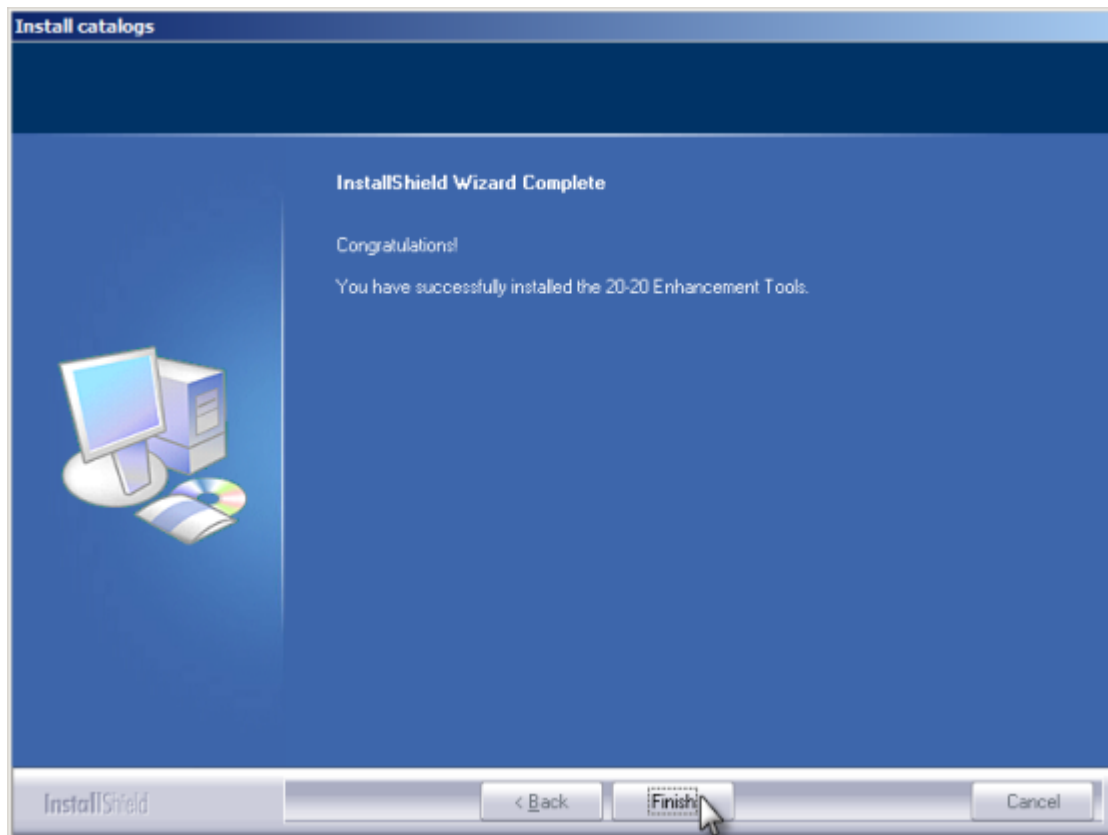 Install catalogs
InstallShield Wizard Complete
Congratulations!
You have successfully installed the 20-20 Enhancement Tools.
InstallShield
< Back
Finish
Cancel